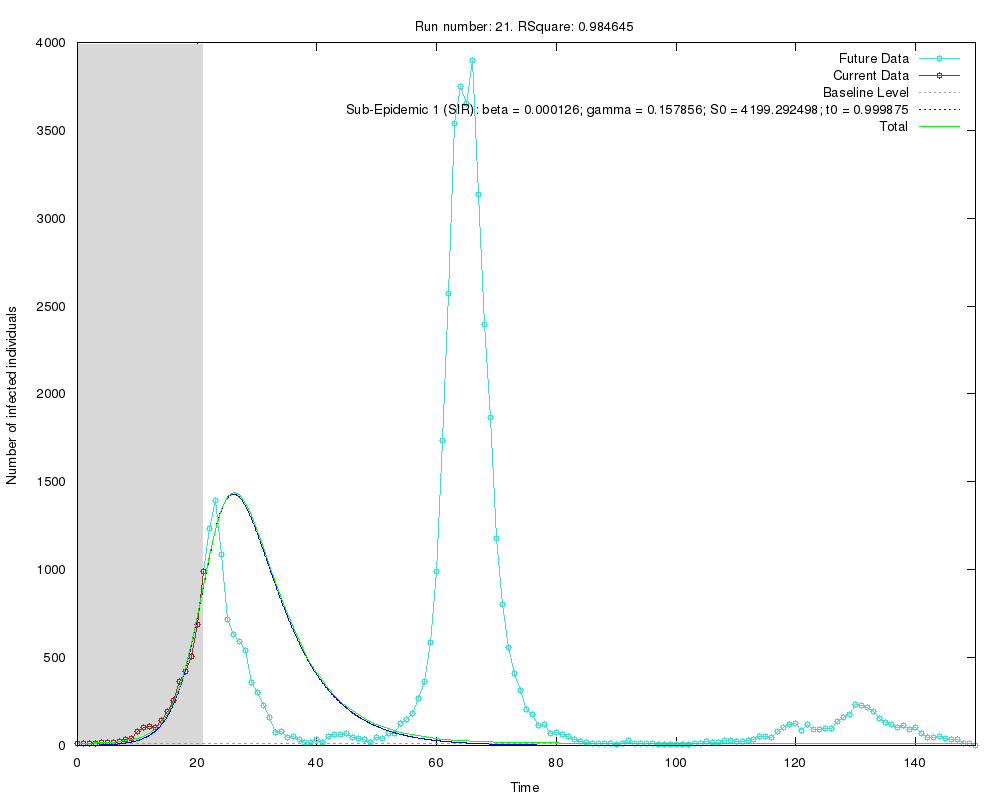 Run number: 21. RSquare: 0.984645
4000
3500
3000
2500
2000
1500
1000
500
0
Number of infected individuals
Future Data
Current Data
Baseline Level
Sub-Epidemic 1 (SIR): beta = 0.000126; gamma = 0.157856; S0 = 4199.292498; t0 = 0.999875
Total
0 20 40 60 80 100 120 140
Time